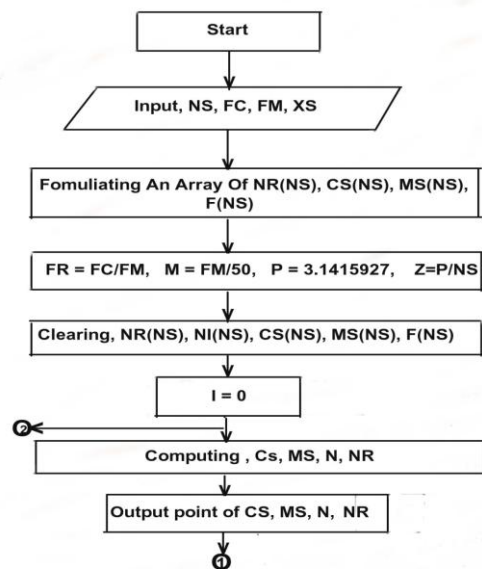 Start
Input, NS, FC, FM, XS
Fomuliating An Array Of NR(NS), CS(NS), MS(NS),
F(NS)
FR = FC/FM, M = FM/50, P = 3.1415927, Z=P/NS
Clearing, NR(NS), NI(NS), CS(NS), MS(NS), F(NS)
I = 0
2
Computing , Cs, MS, N, NR
Output point of CS, MS, N, NR
1